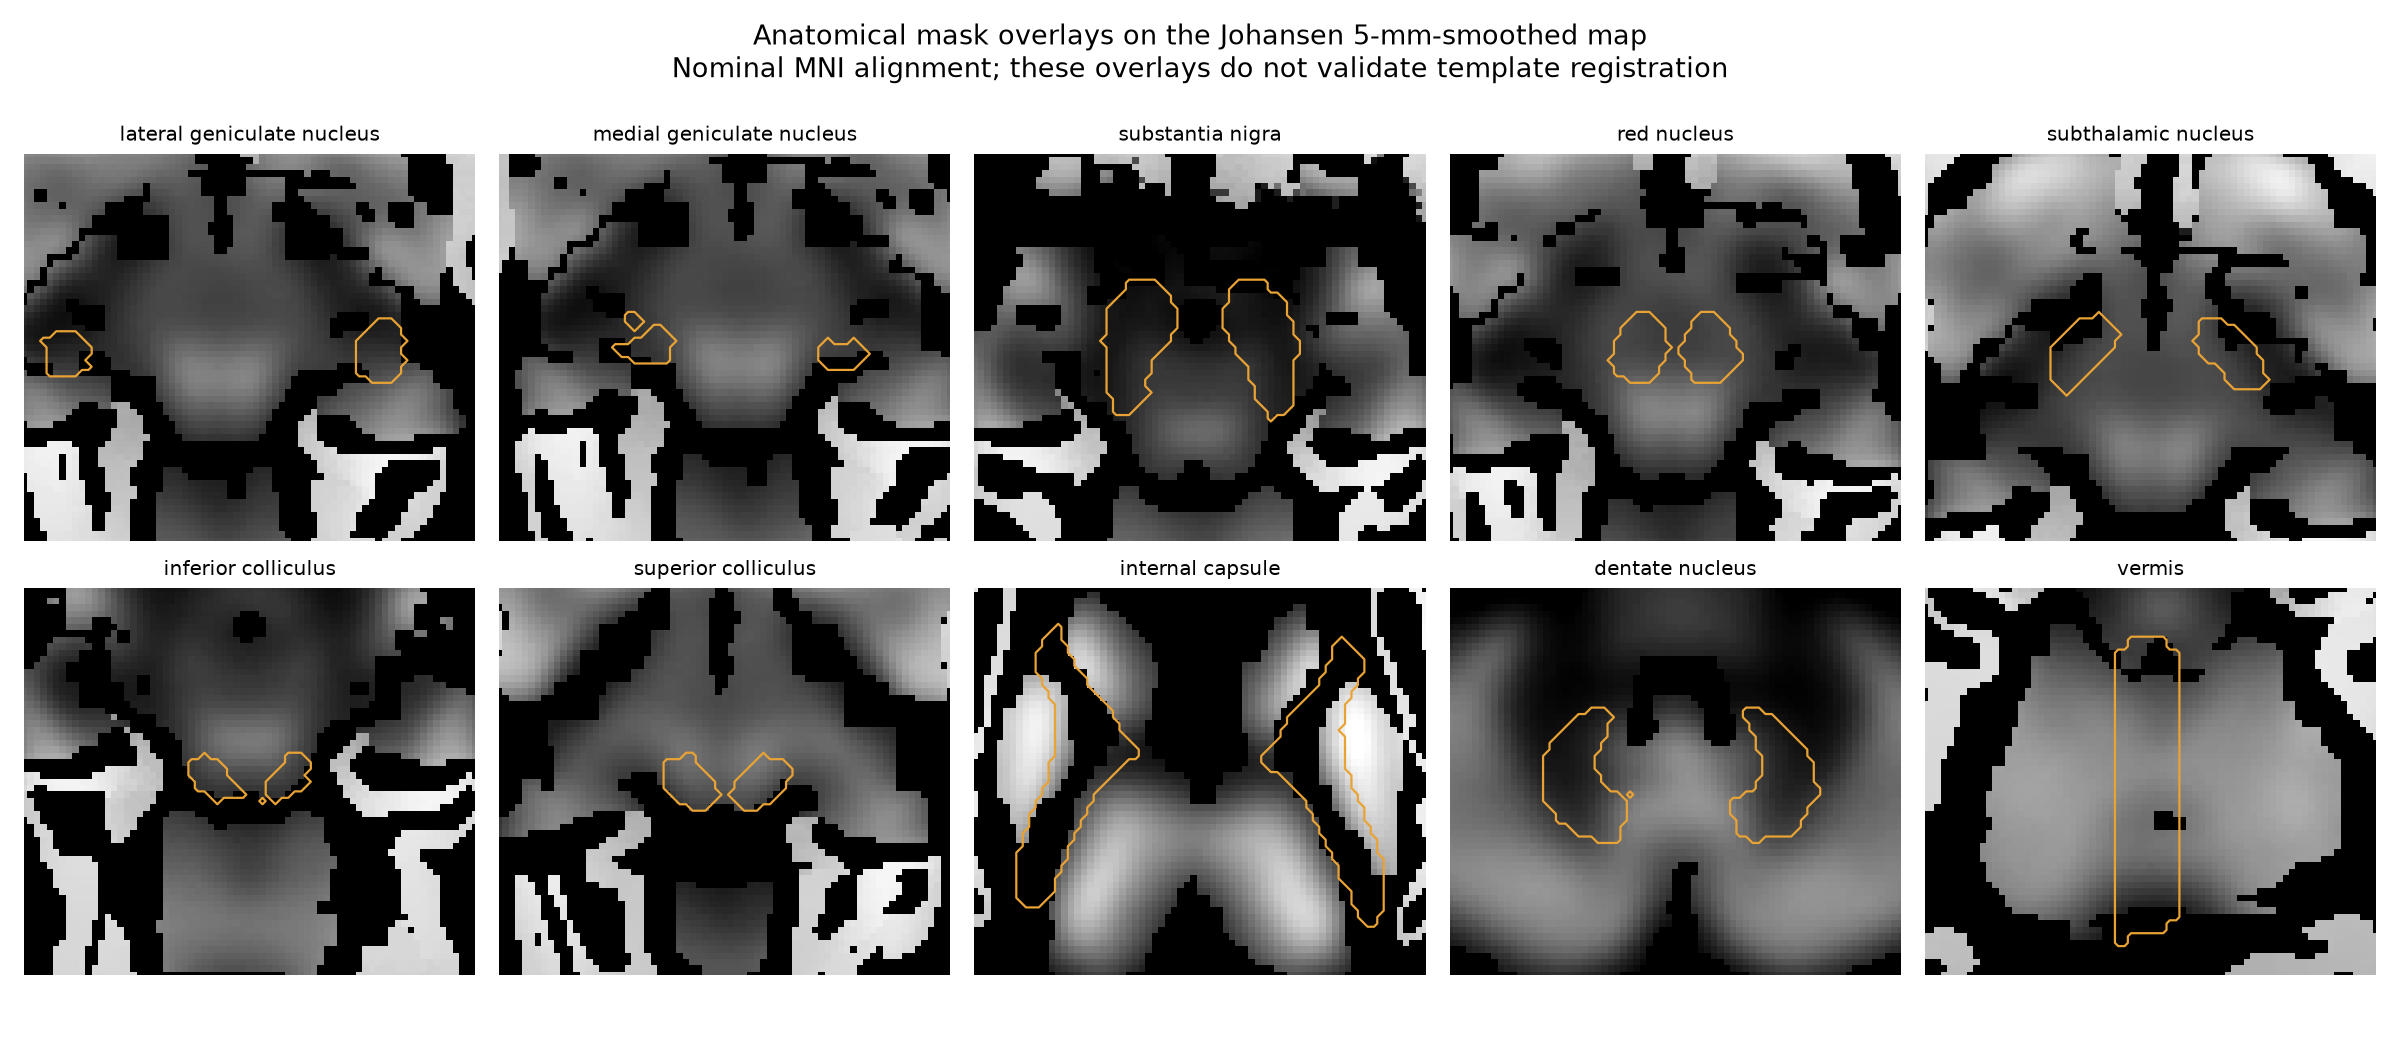 Anatomical mask overlays on the Johansen 5-mm-smoothed map
Nominal MNI alignment; these overlays do not validate template registration
lateral geniculate nucleus
medial geniculate nucleus
substantia nigra
red nucleus
subthalamic nucleus
inferior colliculus
superior colliculus
internal capsule
dentate nucleus
vermis